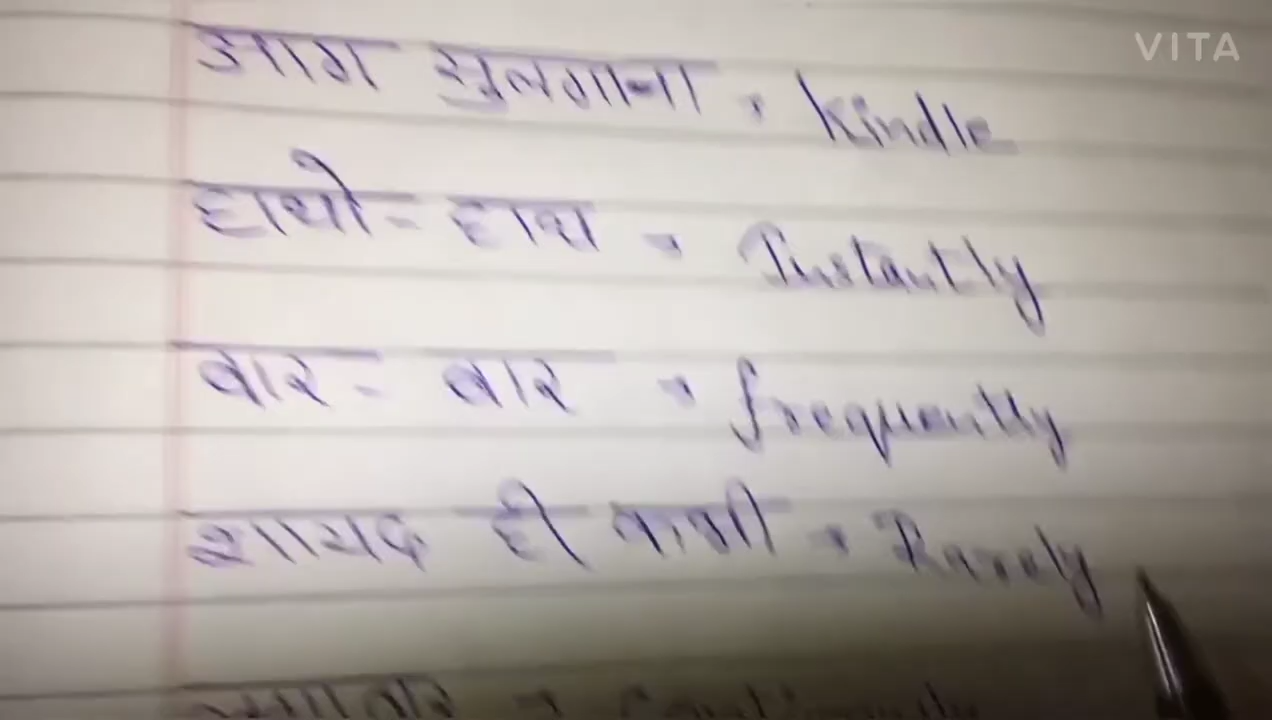 VITA
आग सुलगाना • Kindle
हाथो - हाथ • Instantly
बार - बार • frequently
शायद ही कभी • Rarely